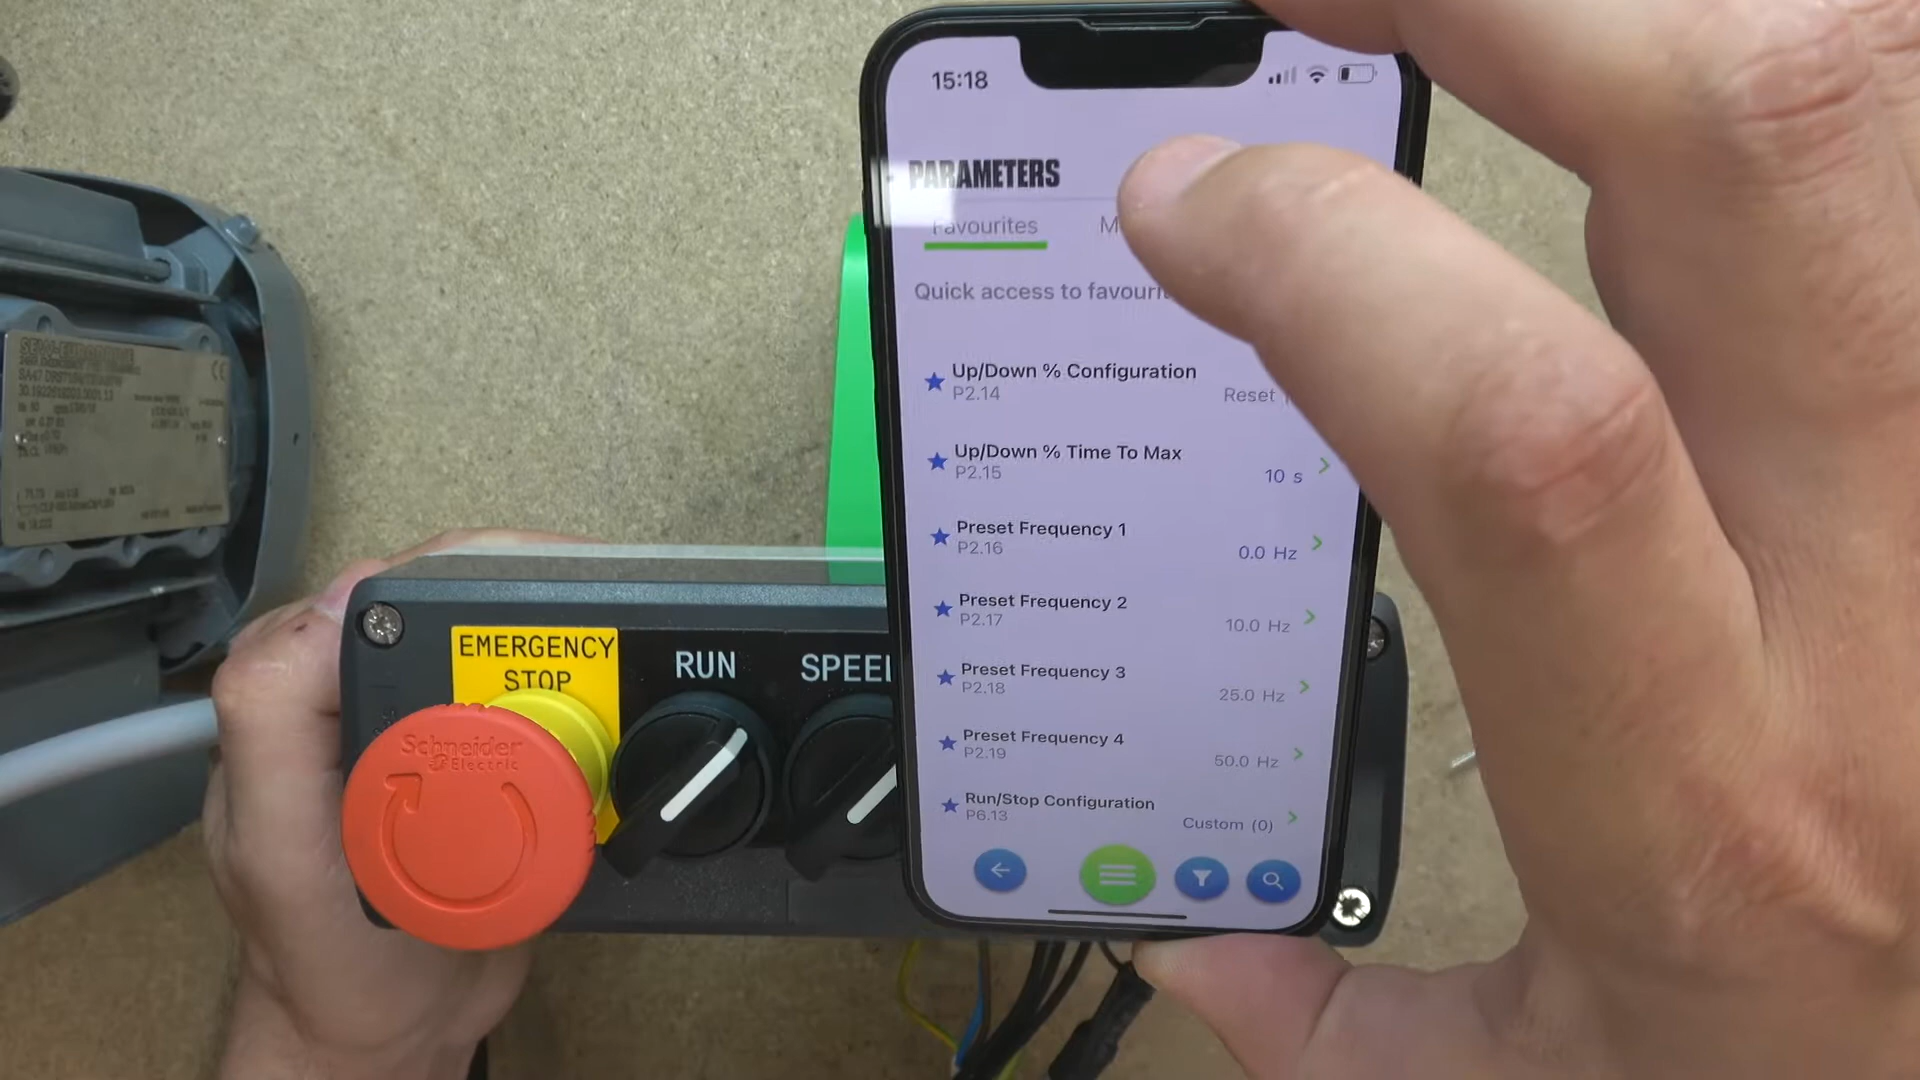 15:18
PARAMETERS
Favourites
Quick access to favourit
Up/Down % Configuration
P2.14
Reset
Up/Down % Time To Max
P2.15
10 s
Preset Frequency 1
P2.16
0.0 Hz
Preset Frequency 2
P2.17
10.0 Hz
Preset Frequency 3
P2.18
25.0 Hz
Preset Frequency 4
P2.19
50.0 Hz
Run/Stop Configuration
P6.13
Custom (0)
EMERGENCY
STOP
RUN
SPEE
Schneider
Electric
CE